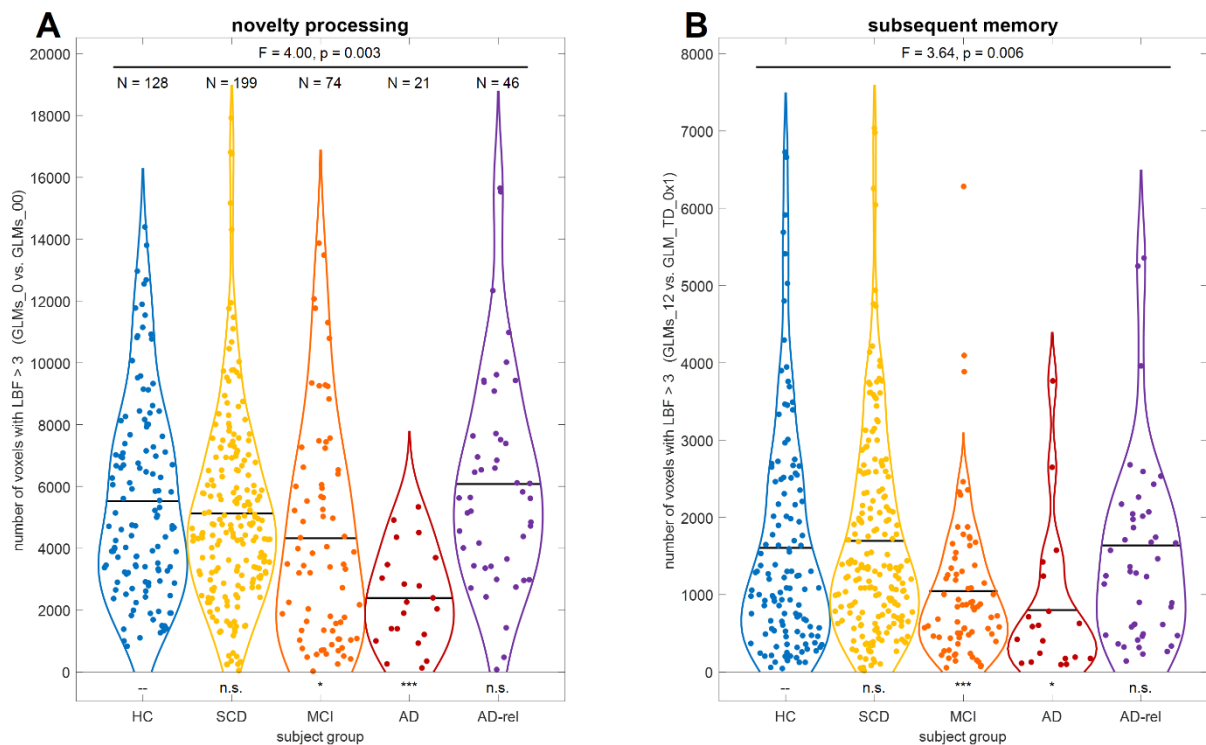 A
novelty processing
F = 4.00, p = 0.003
N = 128 N = 199 N = 74 N = 21 N = 46
number of voxels with LBF > 3 (GLMs_0 vs. GLMs_00)
20000
18000
16000
14000
12000
10000
8000
6000
4000
2000
0
-- n.s. * *** n.s.
HC SCD MCI AD AD-rel
subject group
B
subsequent memory
F = 3.64, p = 0.006
number of voxels with LBF > 3 (GLMs_12 vs. GLM_TD_0x1)
8000
7000
6000
5000
4000
3000
2000
1000
0
-- n.s. *** * n.s.
HC SCD MCI AD AD-rel
subject group